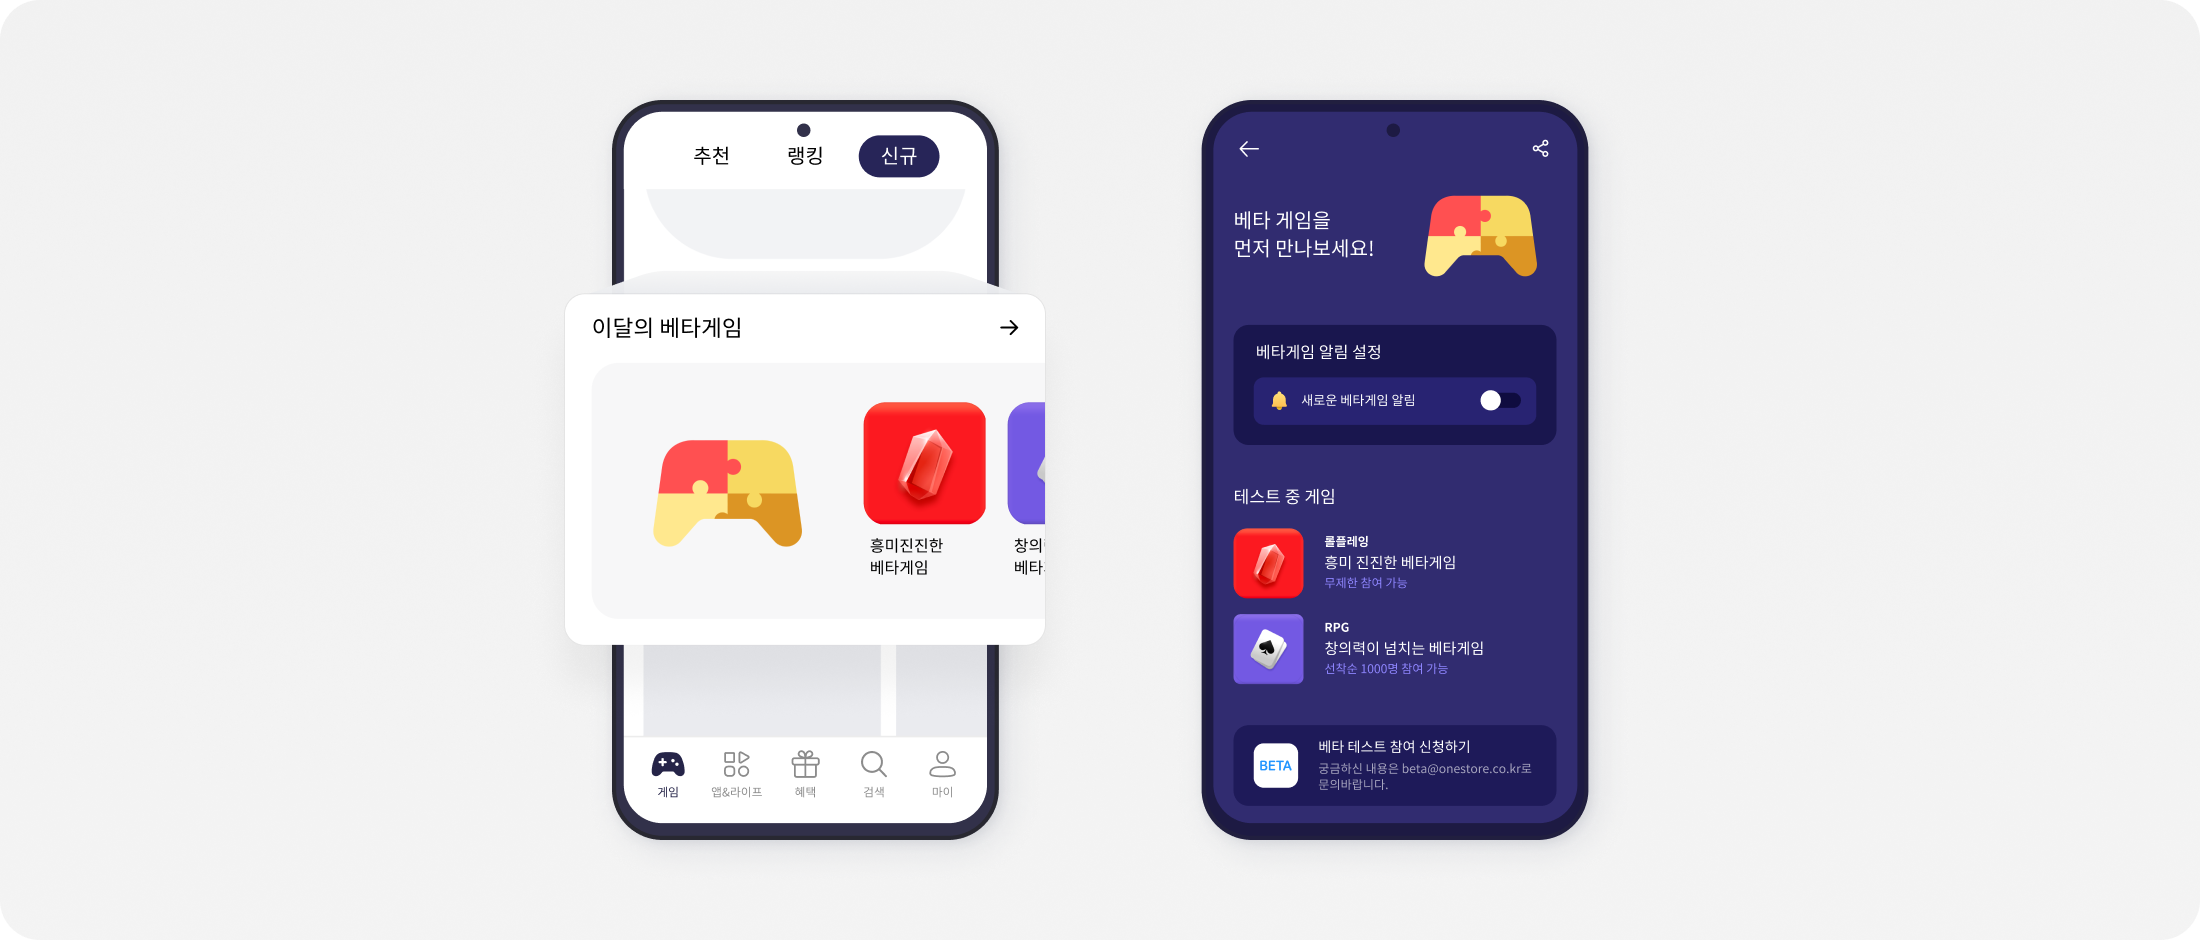 추천
랭킹
신규
이달의 베타게임
흥미진진한
베타게임
창의
베타
게임
앱&라이프
혜택
검색
마이
베타 게임을
먼저 만나보세요!
베타게임 알림 설정
새로운 베타게임 알림
테스트 중 게임
롤플레잉
흥미 진진한 베타게임
무제한 참여 가능
RPG
창의력이 넘치는 베타게임
선착순 1000명 참여 가능
BETA
베타 테스트 참여 신청하기
궁금하신 내용은 beta@onestore.co.kr로
문의바랍니다.